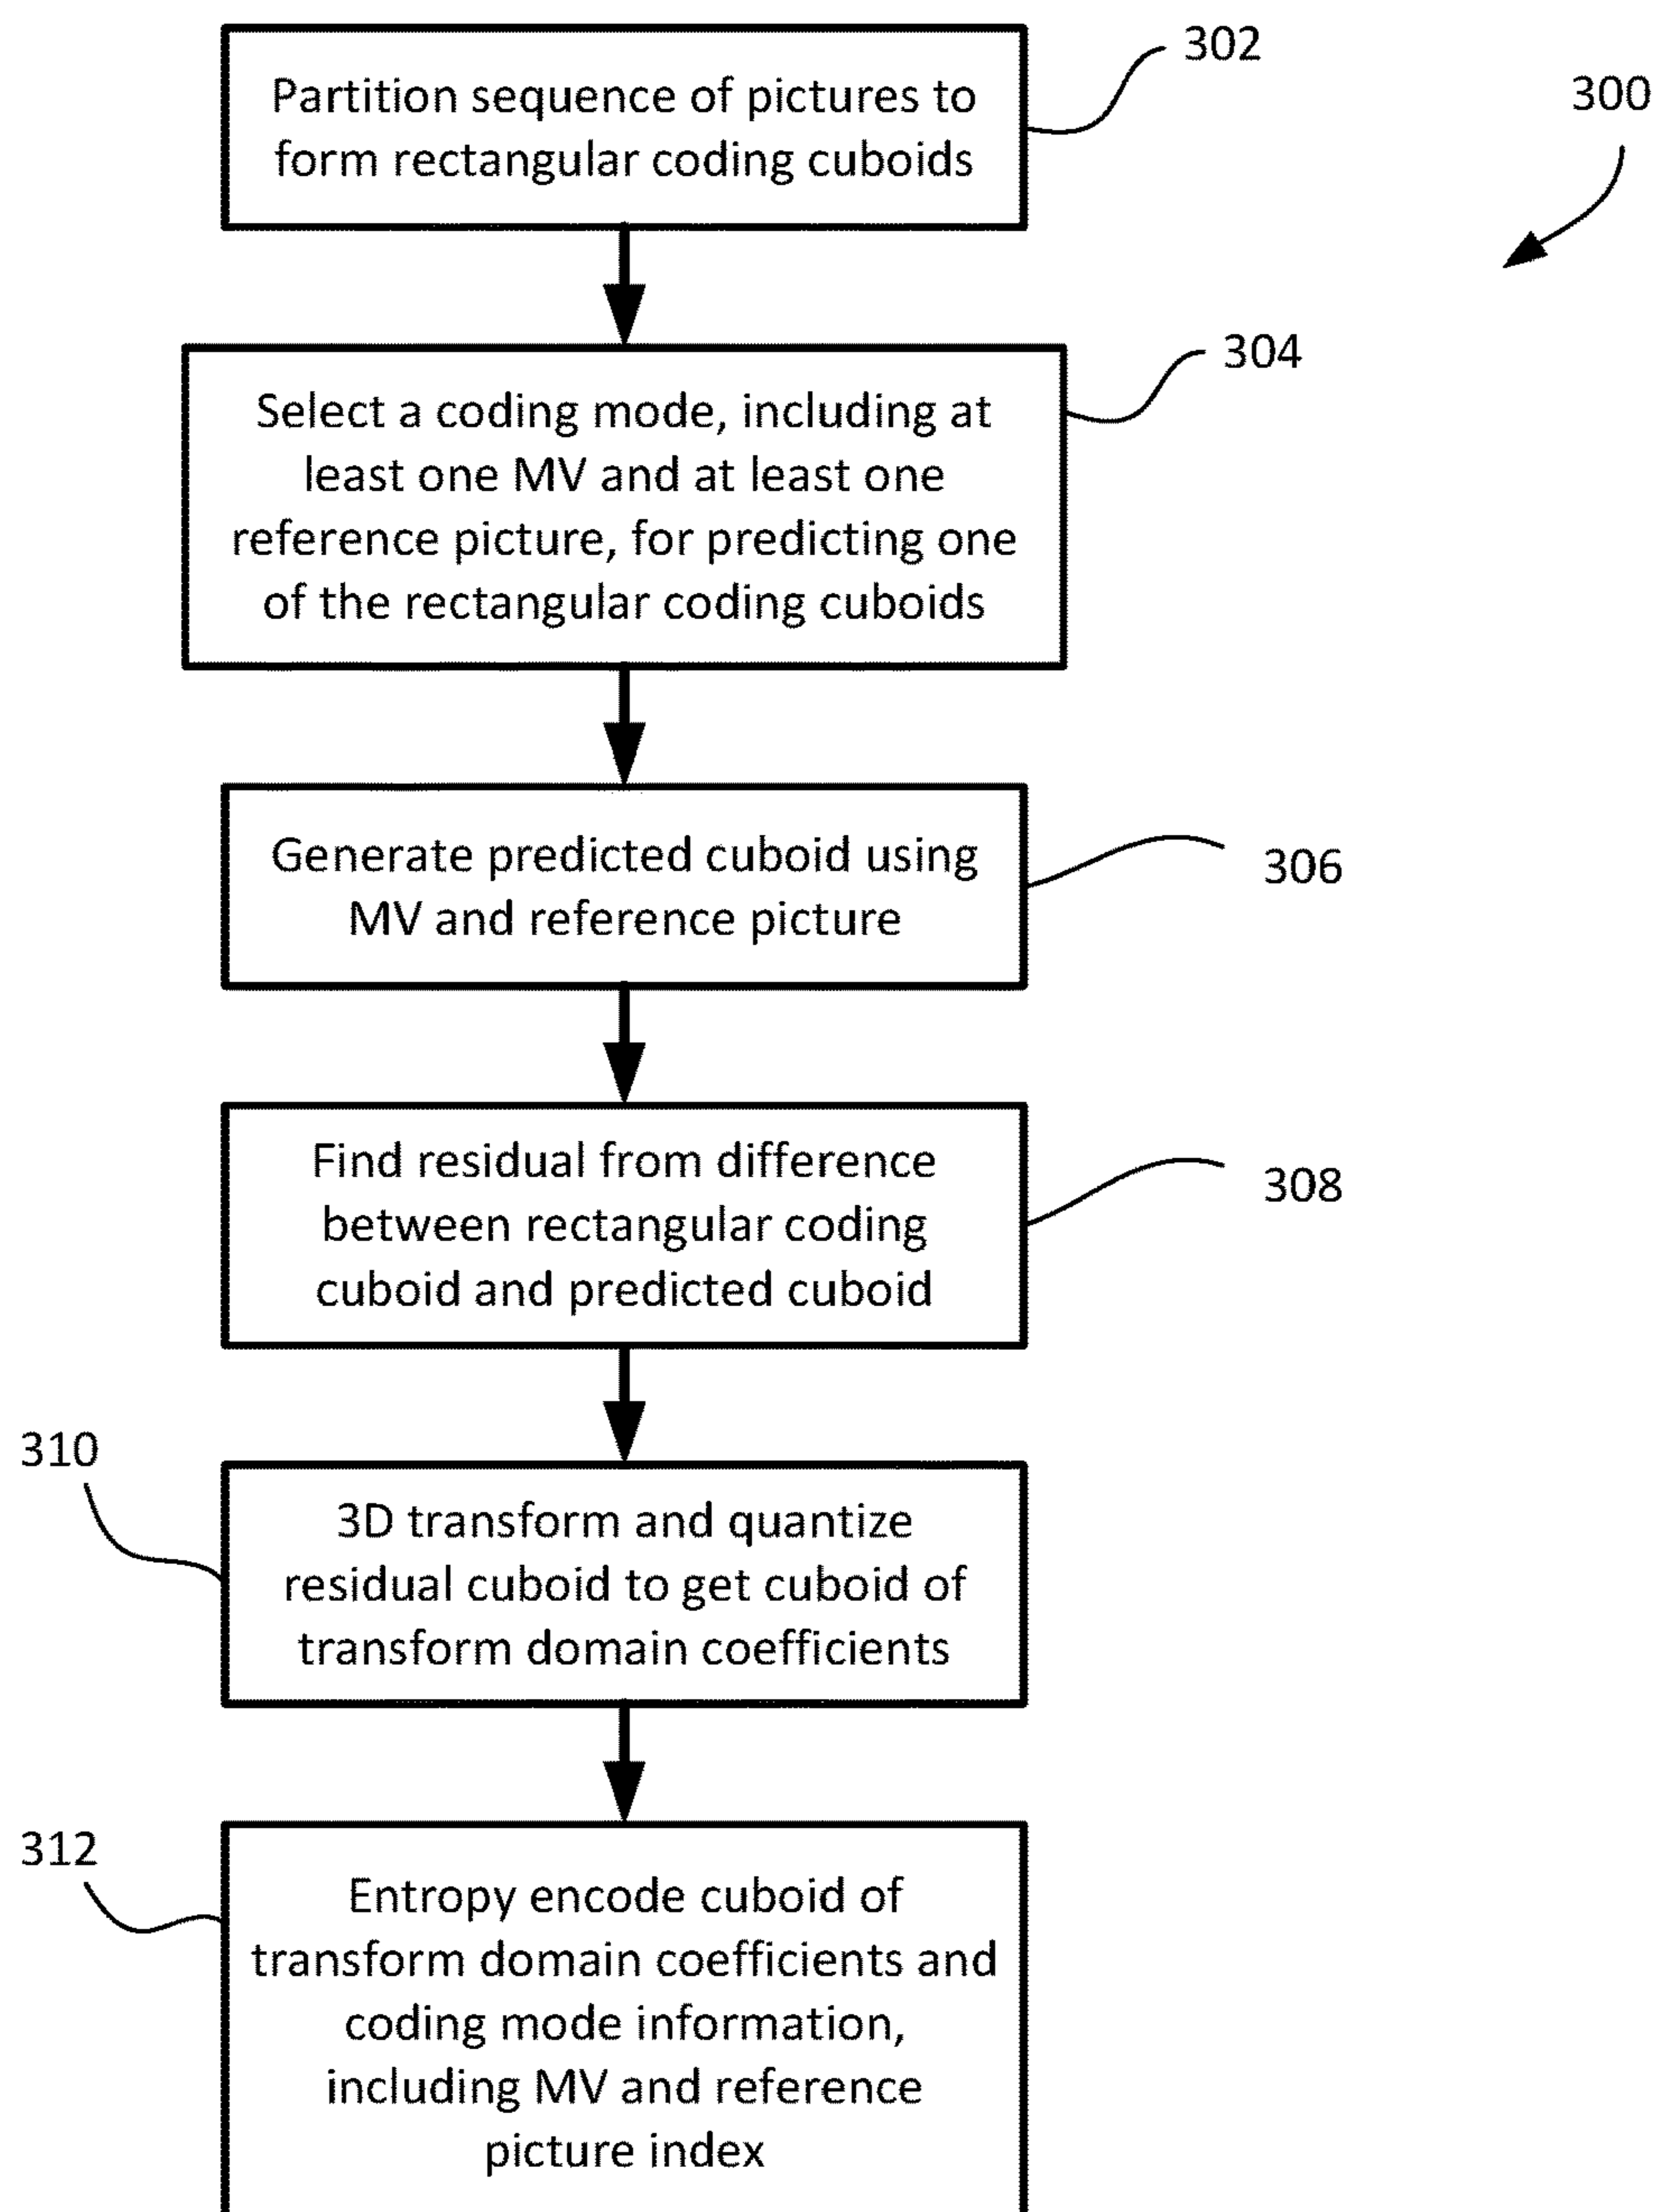 302
300
Partition sequence of pictures to
form rectangular coding cuboids
304
Select a coding mode, including at
least one MV and at least one
reference picture, for predicting one
of the rectangular coding cuboids
306
Generate predicted cuboid using
MV and reference picture
308
Find residual from difference
between rectangular coding
cuboid and predicted cuboid
310
3D transform and quantize
residual cuboid to get cuboid of
transform domain coefficients
312
Entropy encode cuboid of
transform domain coefficients and
coding mode information,
including MV and reference
picture index